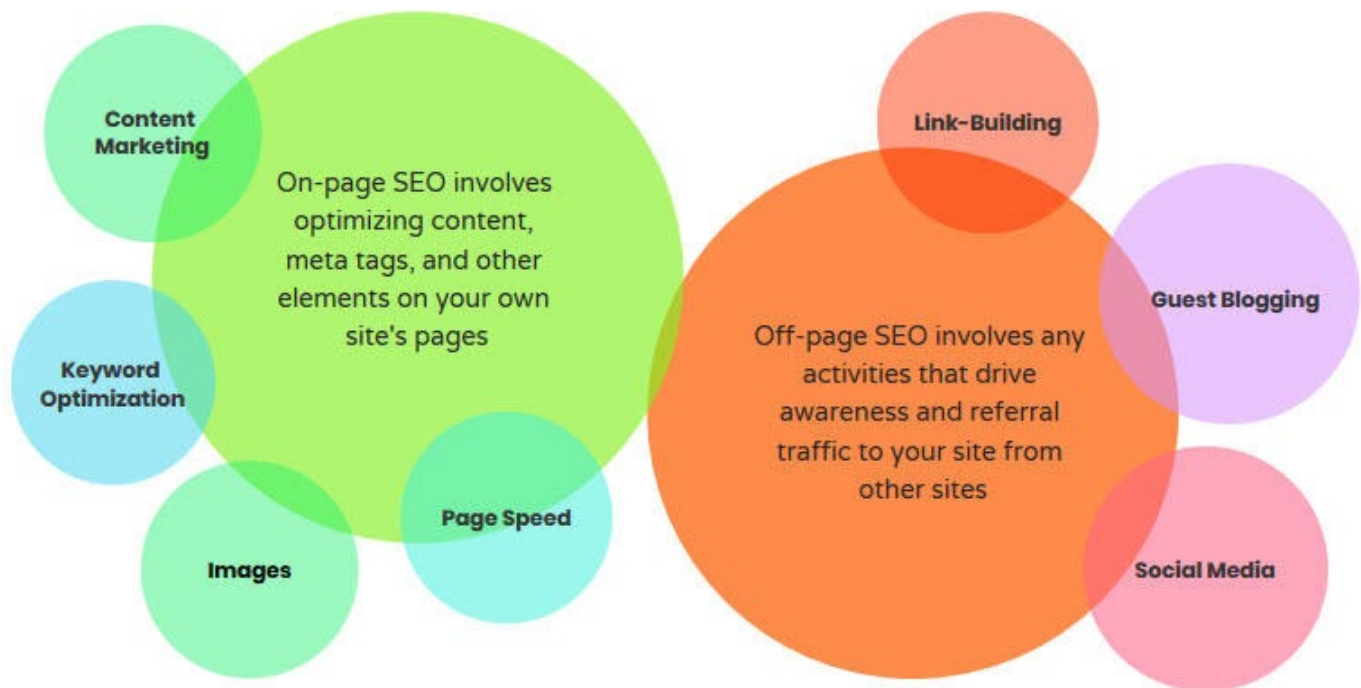 Content
Marketing
On-page SEO involves
optimizing content,
meta tags, and other
elements on your own
site's pages
Keyword
Optimization
Images
Page Speed
Link-Building
Guest Blogging
Off-page SEO involves any
activities that drive
awareness and referral
traffic to your site from
other sites
Social Media